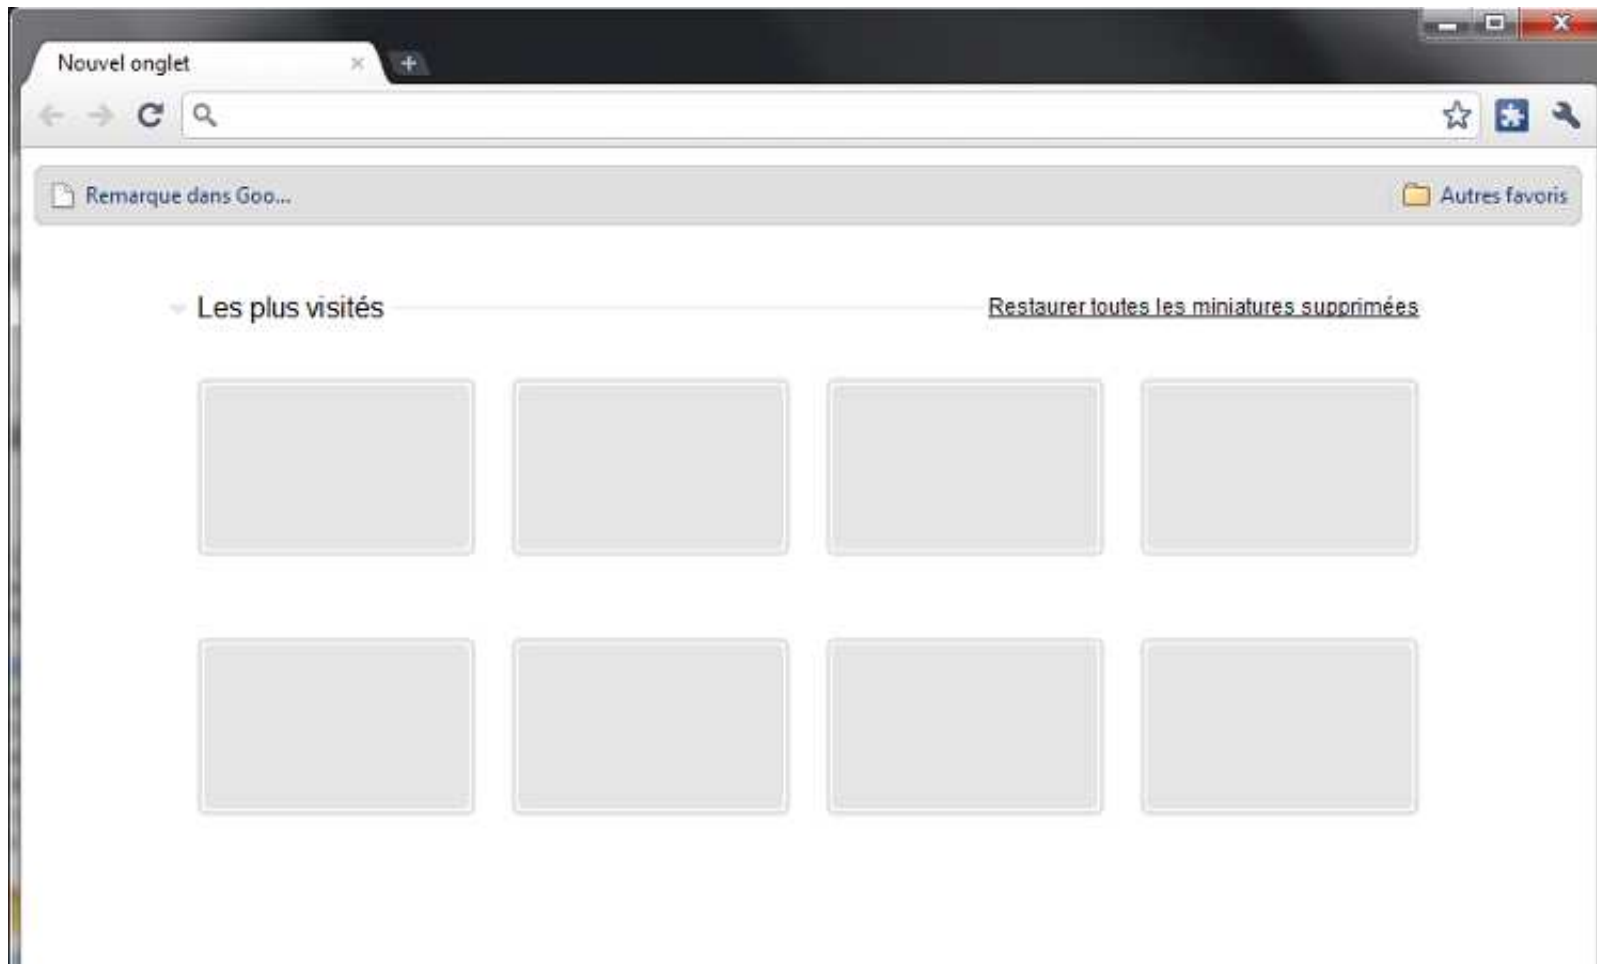 Nouvel onglet
Remarque dans Goo...
Autres favoris
Les plus visités
Restaurer toutes les miniatures supprimées